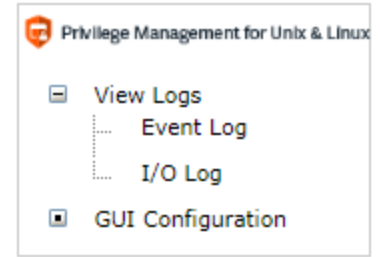 Privilege Management for Unix & Linux
View Logs
Event Log
I/O Log
GUI Configuration